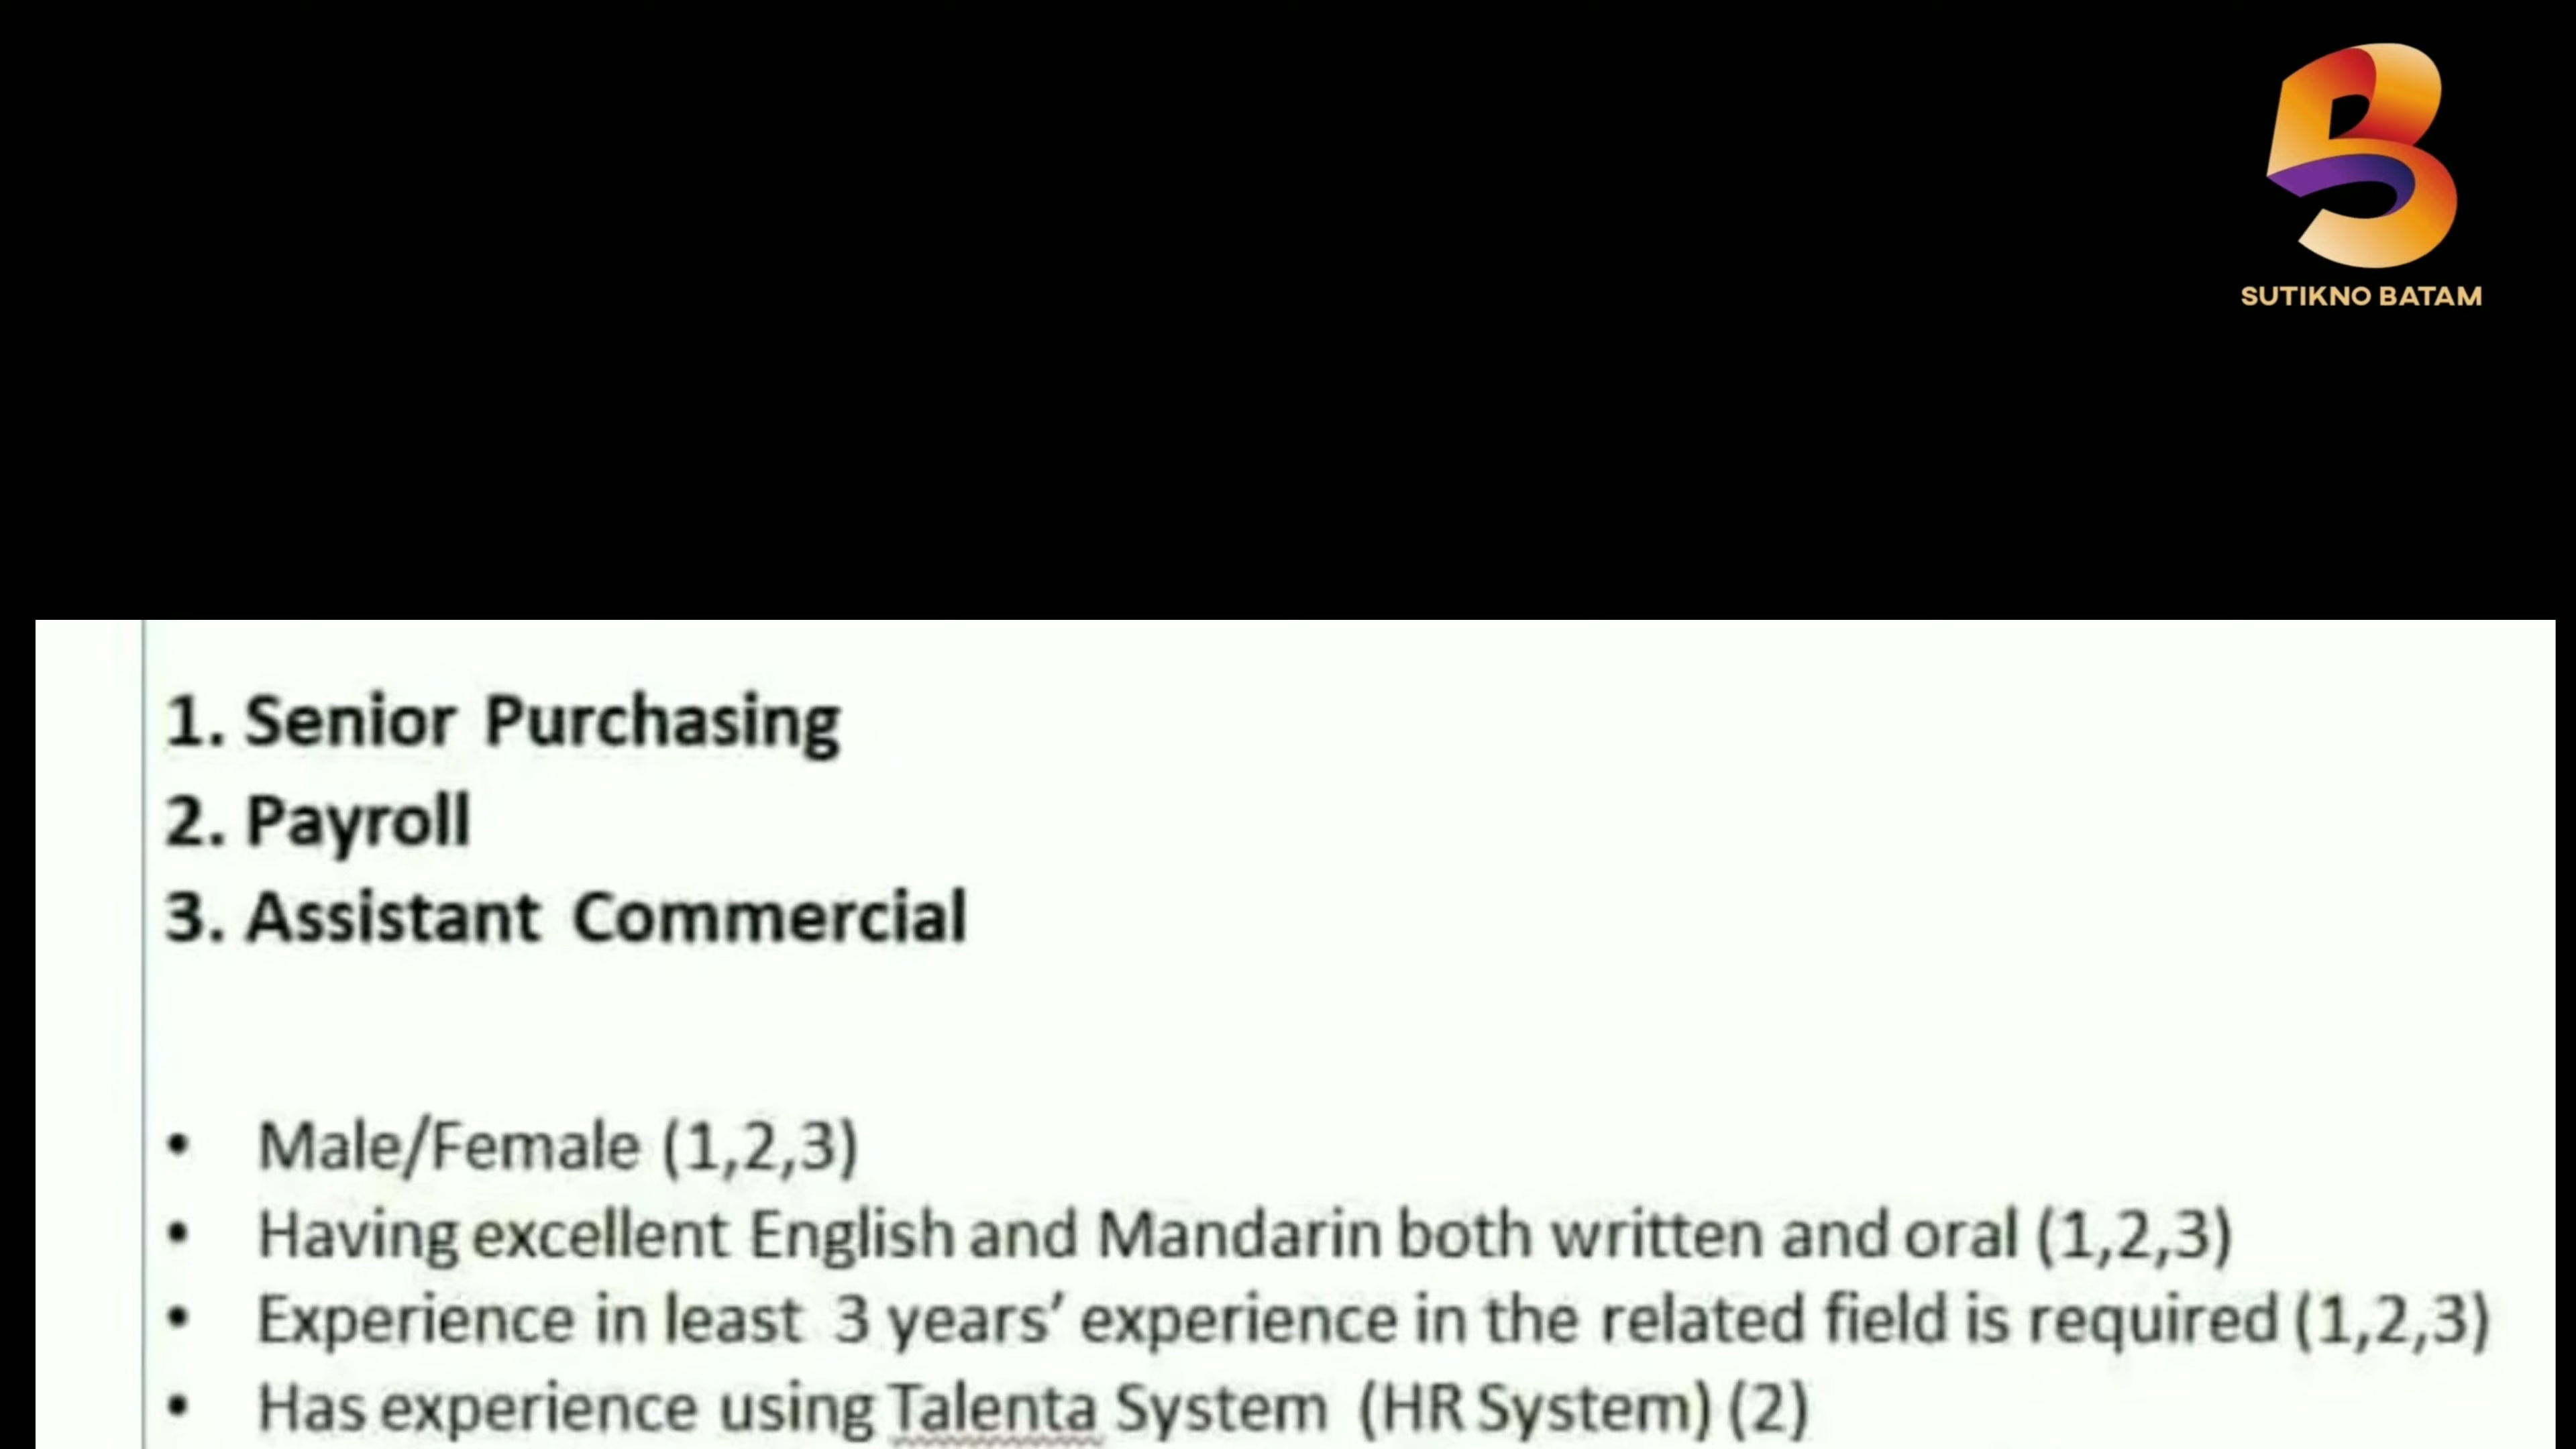 SUTIKNO BATAM
1. Senior Purchasing
2. Payroll
3. Assistant Commercial
• Male/Female (1,2,3)
• Having excellent English and Mandarin both written and oral (1,2,3)
• Experience in least 3 years’ experience in the related field is required (1,2,3)
• Has experience using Talenta System (HR System) (2)